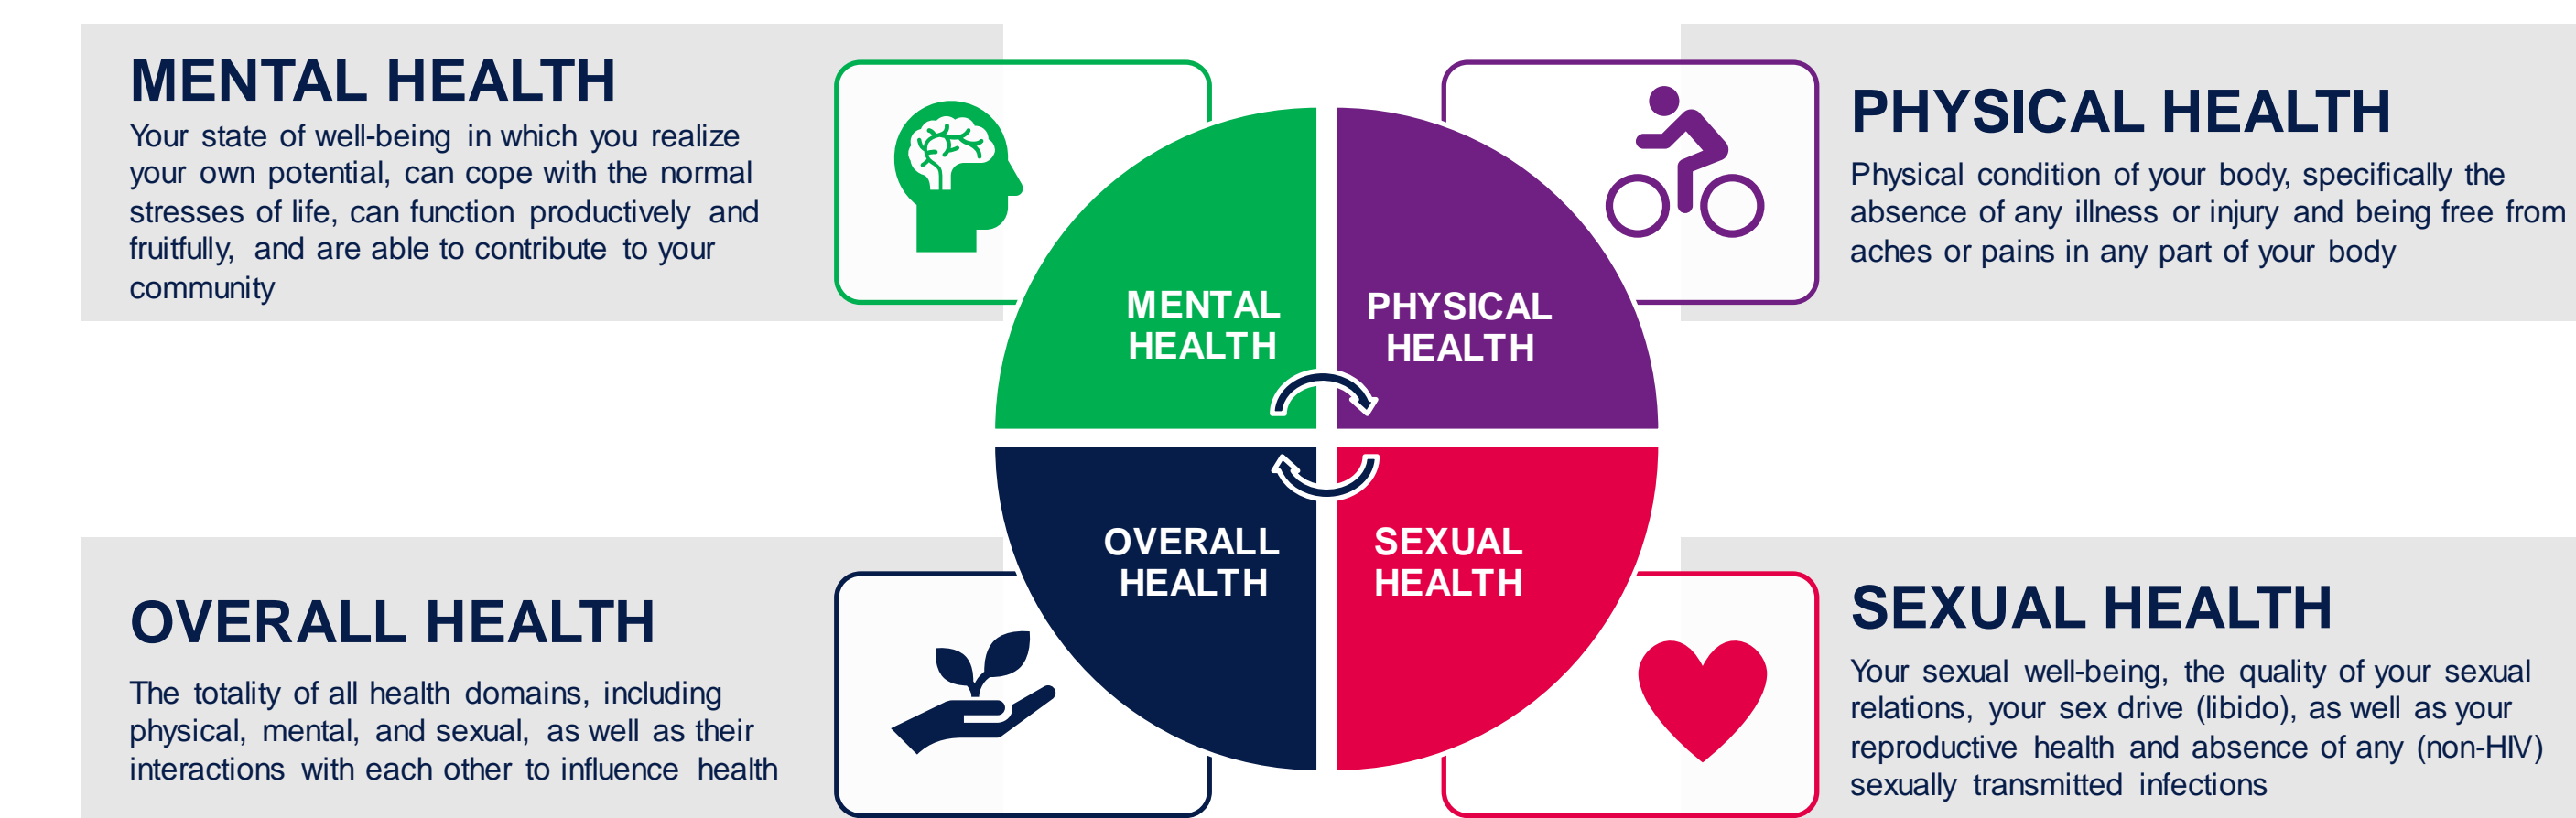 MENTAL HEALTH
Your state of well-being in which you realize
your own potential, can cope with the normal
stresses of life, can function productively and
fruitfully, and are able to contribute to your
community
PHYSICAL HEALTH
Physical condition of your body, specifically the
absence of any illness or injury and being free from
aches or pains in any part of your body
MENTAL
HEALTH
PHYSICAL
HEALTH
OVERALL
HEALTH
SEXUAL
HEALTH
OVERALL HEALTH
The totality of all health domains, including
physical, mental, and sexual, as well as their
interactions with each other to influence health
SEXUAL HEALTH
Your sexual well-being, the quality of your sexual
relations, your sex drive (libido), as well as your
reproductive health and absence of any (non-HIV)
sexually transmitted infections